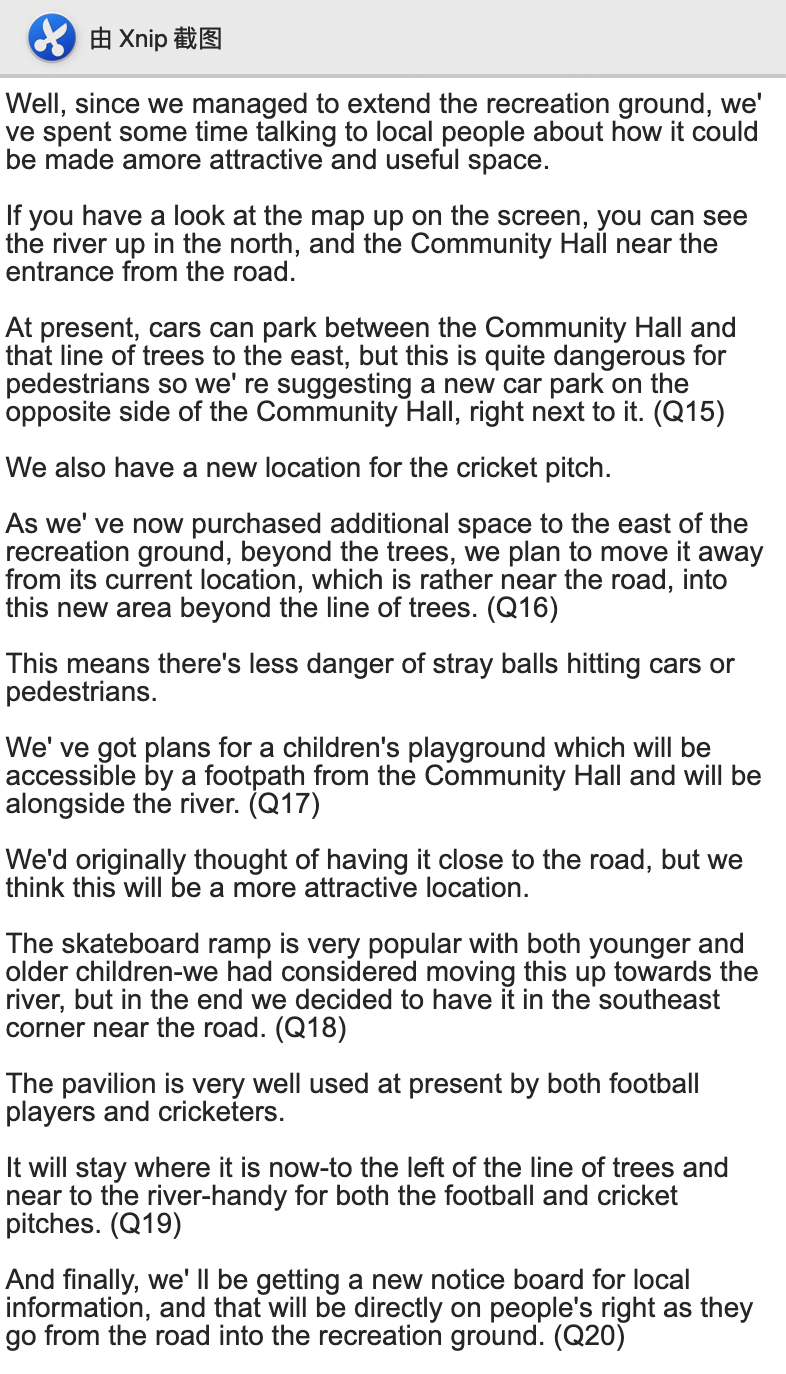 由 Xnip 截图
Well, since we managed to extend the recreation ground, we'
ve spent some time talking to local people about how it could
be made amore attractive and useful space.
If you have a look at the map up on the screen, you can see
the river up in the north, and the Community Hall near the
entrance from the road.
At present, cars can park between the Community Hall and
that line of trees to the east, but this is quite dangerous for
pedestrians so we' re suggesting a new car park on the
opposite side of the Community Hall, right next to it. (Q15)
We also have a new location for the cricket pitch.
As we' ve now purchased additional space to the east of the
recreation ground, beyond the trees, we plan to move it away
from its current location, which is rather near the road, into
this new area beyond the line of trees. (Q16)
This means there's less danger of stray balls hitting cars or
pedestrians.
We' ve got plans for a children's playground which will be
accessible by a footpath from the Community Hall and will be
alongside the river. (Q17)
We'd originally thought of having it close to the road, but we
think this will be a more attractive location.
The skateboard ramp is very popular with both younger and
older children-we had considered moving this up towards the
river, but in the end we decided to have it in the southeast
corner near the road. (Q18)
The pavilion is very well used at present by both football
players and cricketers.
It will stay where it is now-to the left of the line of trees and
near to the river-handy for both the football and cricket
pitches. (Q19)
And finally, we' ll be getting a new notice board for local
information, and that will be directly on people's right as they
go from the road into the recreation ground. (Q20)